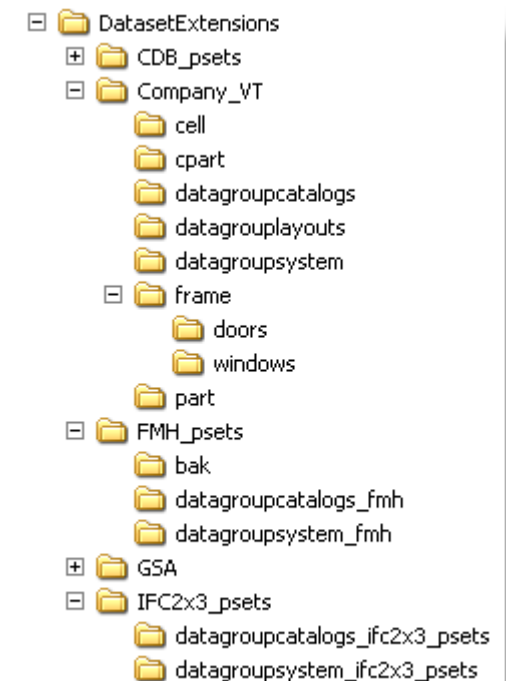 DatasetExtensions
CDB_psets
Company_VT
cell
cpart
datagroupcatalogs
datagrouplayouts
datagroupsystem
frame
doors
windows
part
FMH_psets
bak
datagroupcatalogs_fmh
datagroupsystem_fmh
GSA
IFC2x3_psets
datagroupcatalogs_ifc2x3_psets
datagroupsystem_ifc2x3_psets